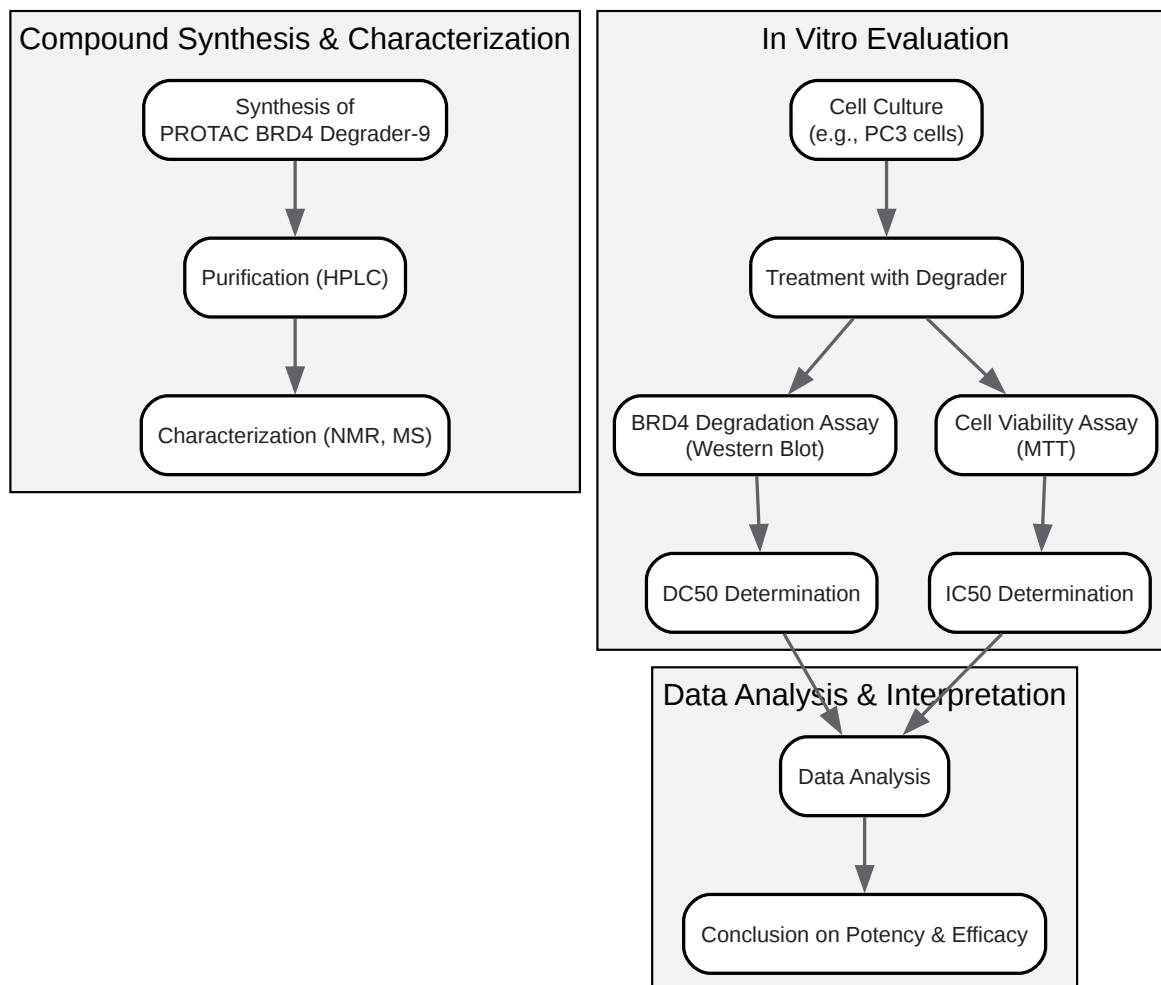 Compound Synthesis & Characterization
Synthesis of
PROTAC BRD4 Degrader-9
Purification (HPLC)
Characterization (NMR, MS)
In Vitro Evaluation
Cell Culture
(e.g., PC3 cells)
Treatment with Degrader
BRD4 Degradation Assay
(Western Blot)
Cell Viability Assay
(MTT)
DC50 Determination
IC50 Determination
Data Analysis & Interpretation
Data Analysis
Conclusion on Potency & Efficacy